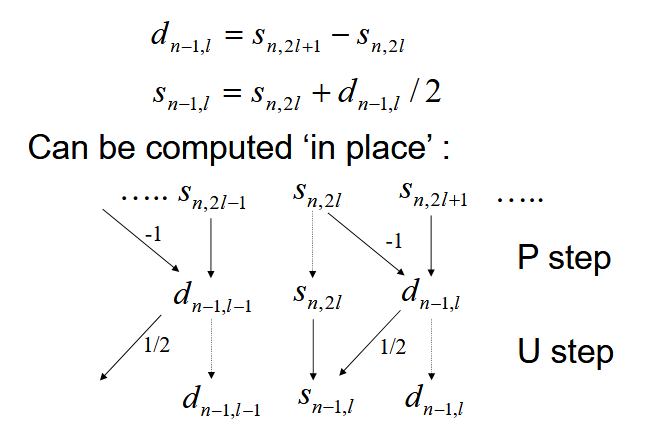 d_{n-1,l} = s_{n,2l+1} - s_{n,2l}
s_{n-1,l} = s_{n,2l} + d_{n-1,l} / 2
Can be computed ‘in place’ :
..... s_{n,2l-1} s_{n,2l} s_{n,2l+1} .....
-1 -1
P step
d_{n-1,l-1} s_{n,2l} d_{n-1,l}
1/2 1/2
U step
d_{n-1,l-1} s_{n-1,l} d_{n-1,l}